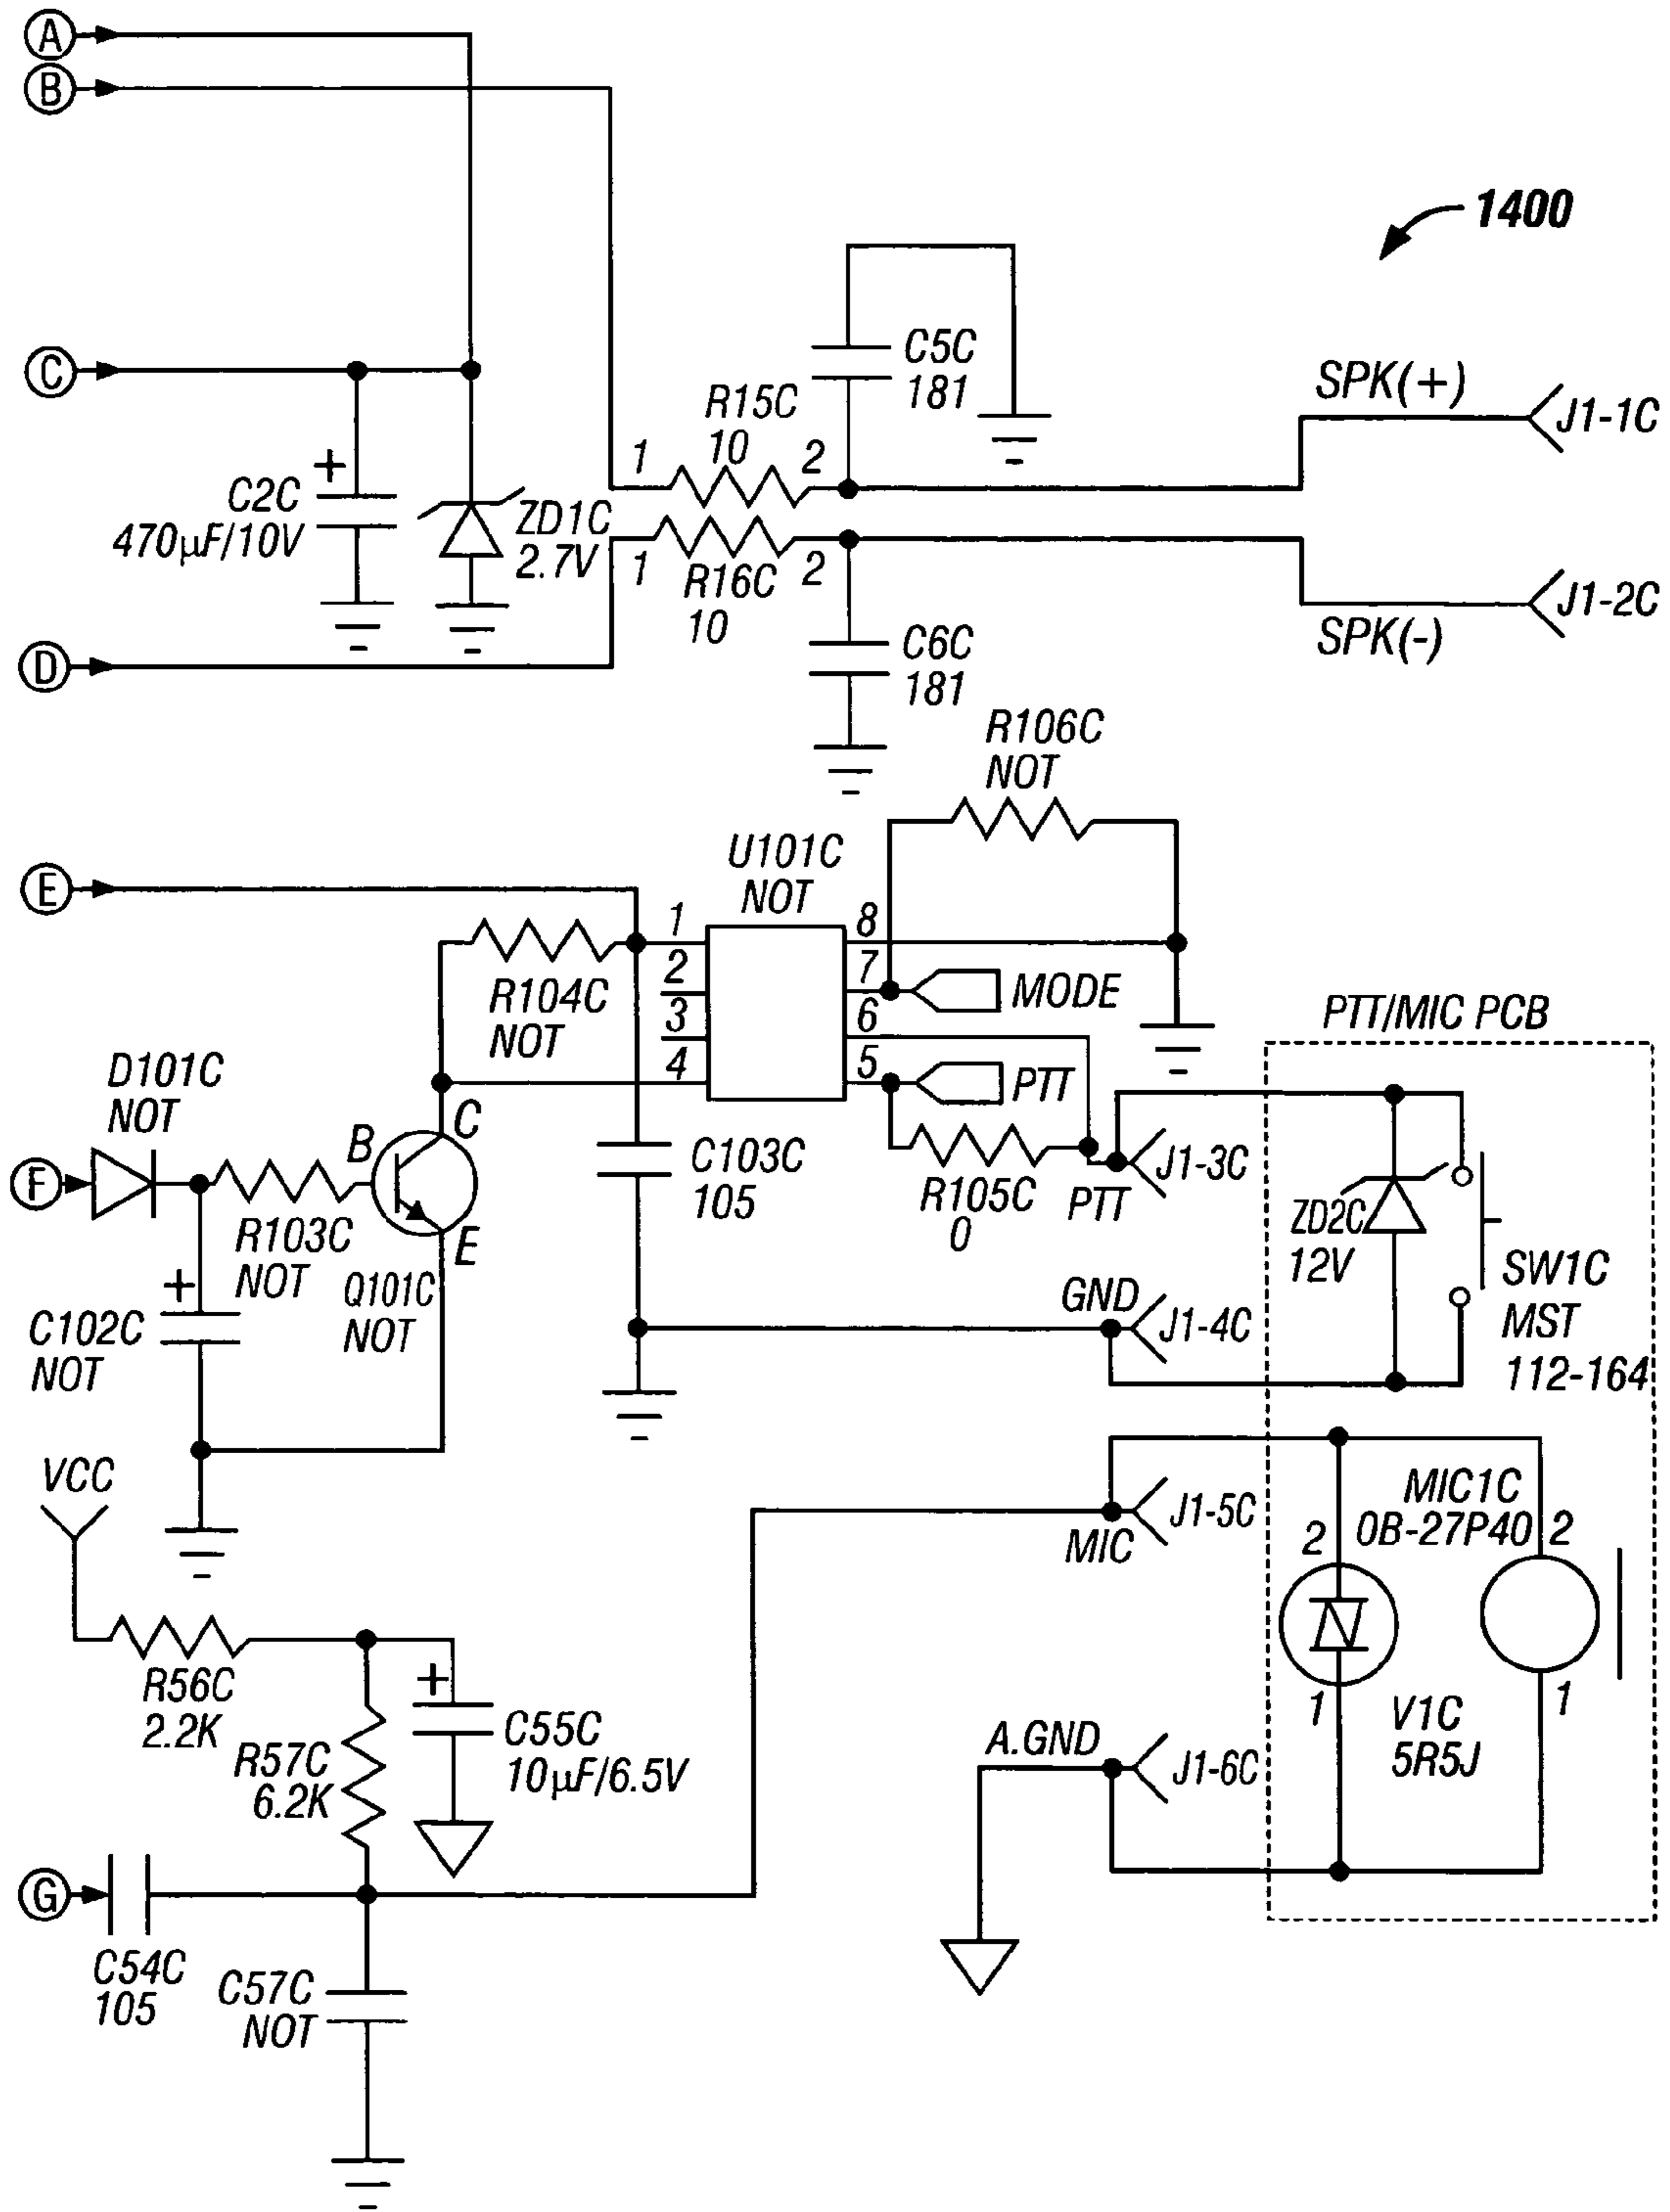 A
B
1400
C
C5C
181
SPK(+)
J1-1C
R15C
10
1
2
+
C2C
470µF/10V
ZD1C
2.7V
1
R16C
10
2
J1-2C
SPK(-)
D
C6C
181
R106C
NOT
U101C
NOT
E
1
2
3
4
8
7
6
5
MODE
PTT
R104C
NOT
PTT/MIC PCB
D101C
NOT
B
C
E
F
C103C
105
R105C
0
PTT
J1-3C
ZD2C
12V
R103C
NOT
Q101C
NOT
+
C102C
NOT
GND
J1-4C
SW1C
MST
112-164
VCC
MIC
J1-5C
MIC1C
0B-27P40
2
2
1
1
V1C
5R5J
R56C
2.2K
+
C55C
10µF/6.5V
R57C
6.2K
A.GND
J1-6C
G
C54C
105
C57C
NOT